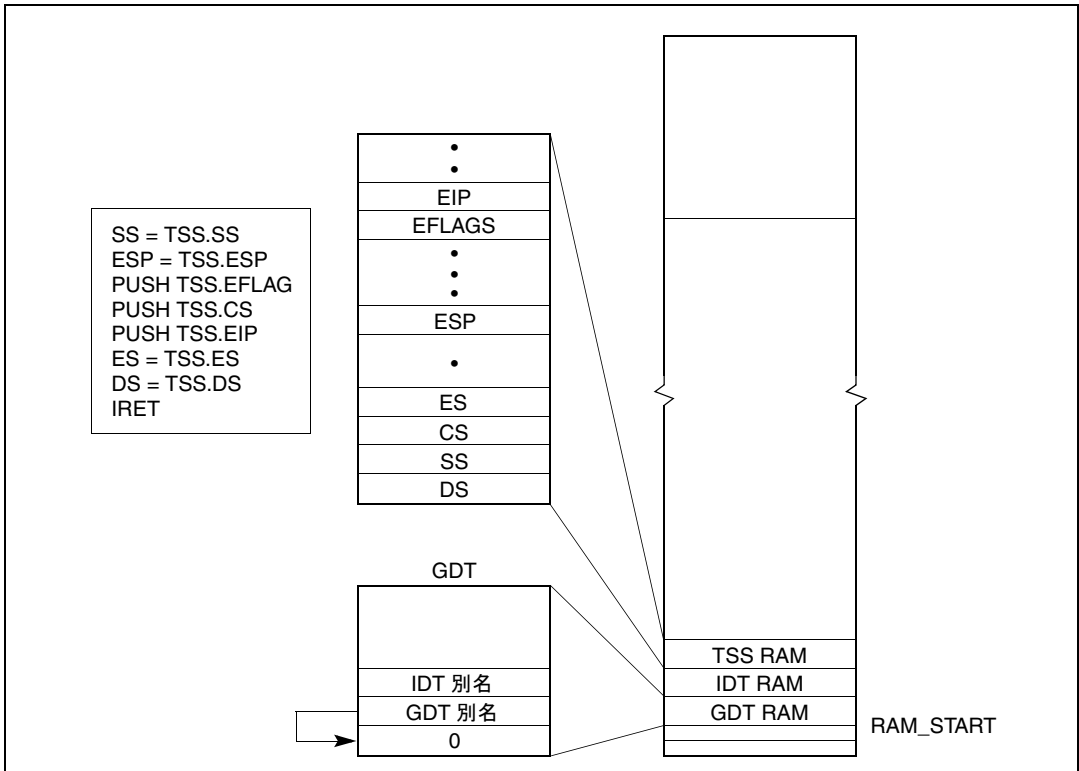 SS = TSS.SS
ESP = TSS.ESP
PUSH TSS.EFLAG
PUSH TSS.CS
PUSH TSS.EIP
ES = TSS.ES
DS = TSS.DS
IRET
EIP
EFLAGS
ESP
ES
CS
SS
DS
GDT
IDT 別名
GDT 別名
0
TSS RAM
IDT RAM
GDT RAM
RAM_START